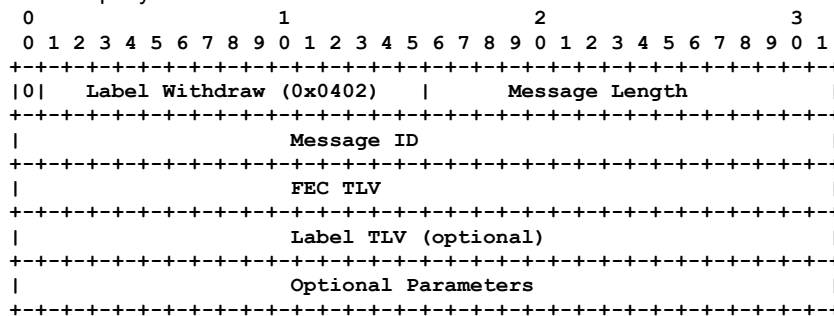 0                   1                   2                   3
 0 1 2 3 4 5 6 7 8 9 0 1 2 3 4 5 6 7 8 9 0 1 2 3 4 5 6 7 8 9 0 1
+-+-+-+-+-+-+-+-+-+-+-+-+-+-+-+-+-+-+-+-+-+-+-+-+-+-+-+-+-+-+-+-
|0|   Label Withdraw (0x0402)   |      Message Length           |
+-+-+-+-+-+-+-+-+-+-+-+-+-+-+-+-+-+-+-+-+-+-+-+-+-+-+-+-+-+-+-+-
|                     Message ID                                |
+-+-+-+-+-+-+-+-+-+-+-+-+-+-+-+-+-+-+-+-+-+-+-+-+-+-+-+-+-+-+-+-
|                     FEC TLV                                   |
+-+-+-+-+-+-+-+-+-+-+-+-+-+-+-+-+-+-+-+-+-+-+-+-+-+-+-+-+-+-+-+-
|                     Label TLV (optional)                      |
+-+-+-+-+-+-+-+-+-+-+-+-+-+-+-+-+-+-+-+-+-+-+-+-+-+-+-+-+-+-+-+-
|                     Optional Parameters                       |
+-+-+-+-+-+-+-+-+-+-+-+-+-+-+-+-+-+-+-+-+-+-+-+-+-+-+-+-+-+-+-+-